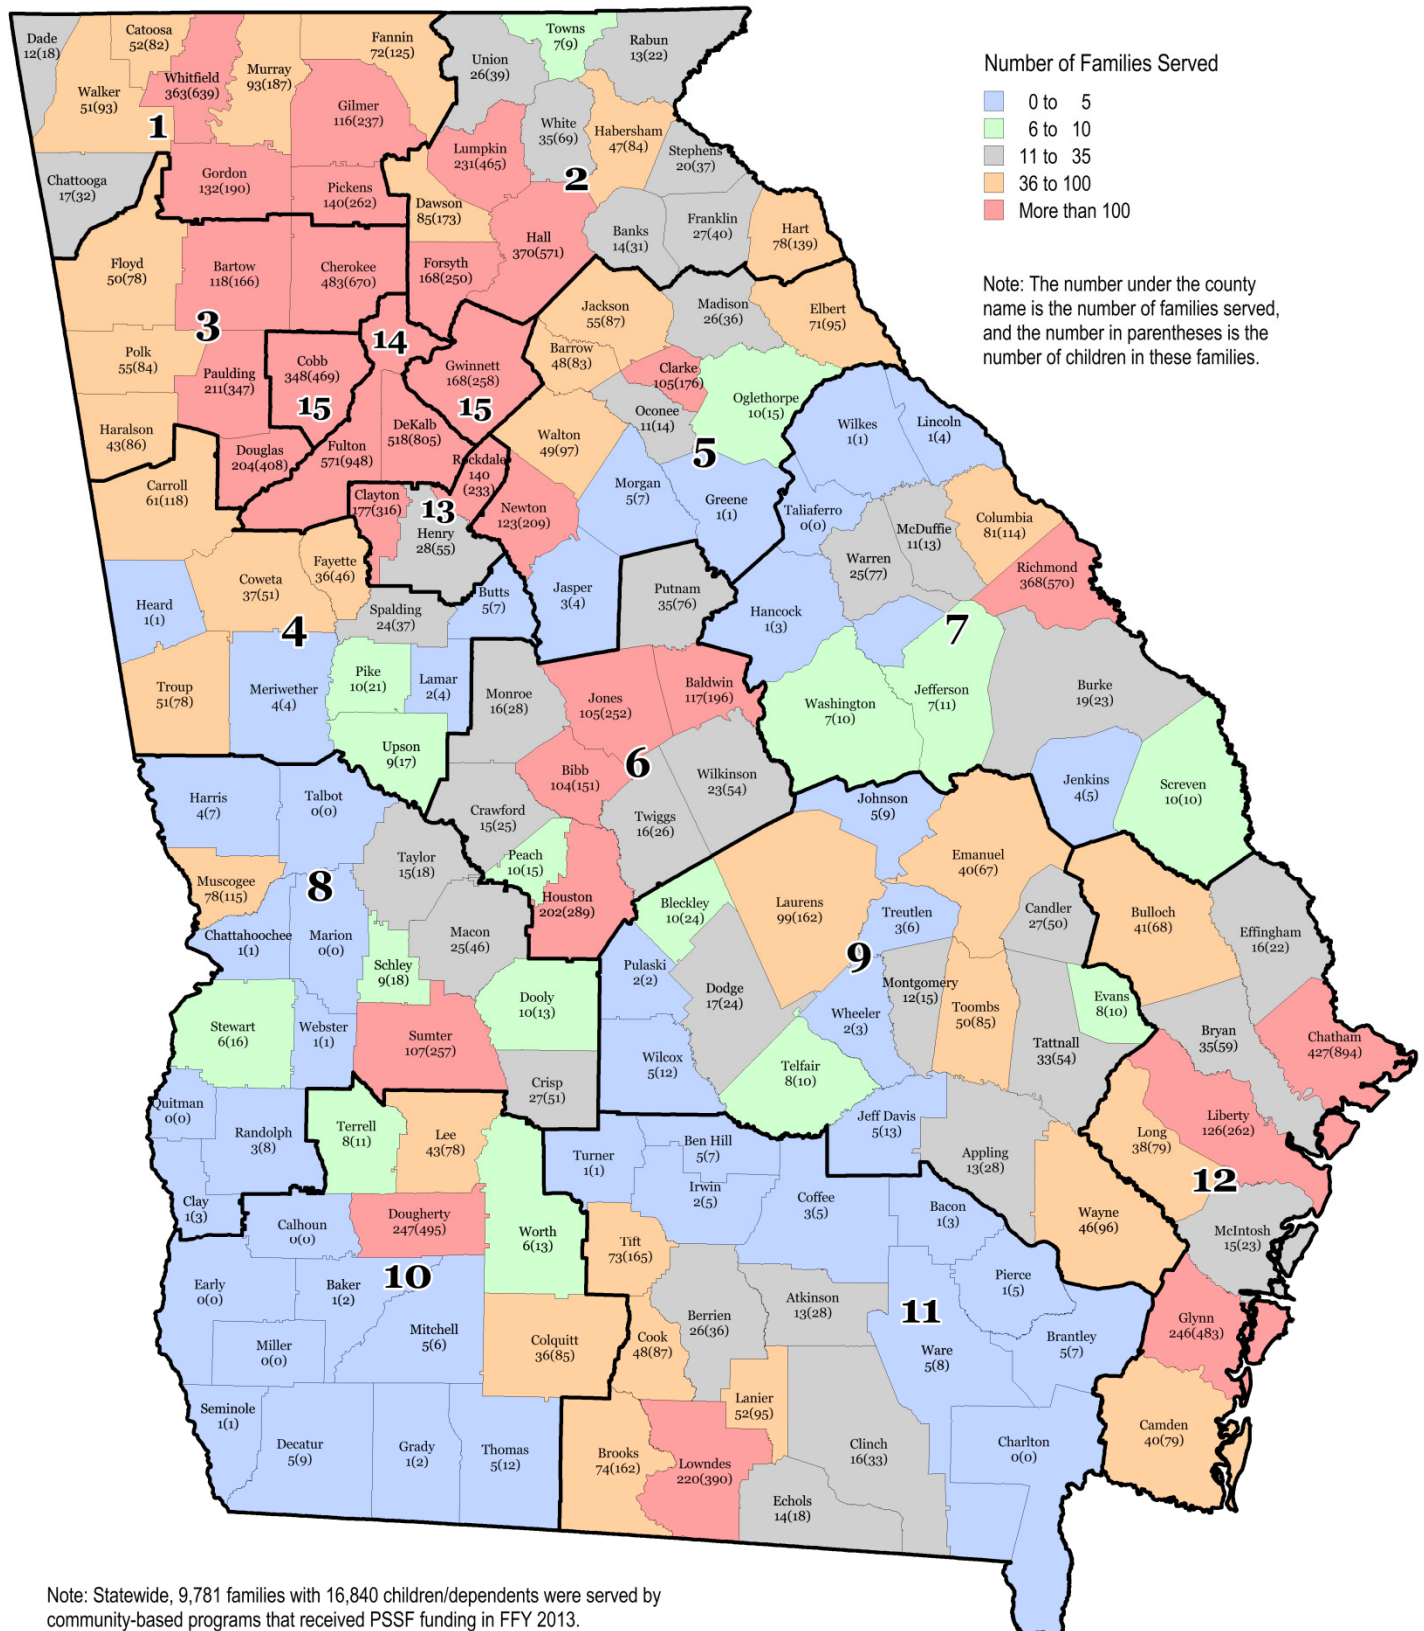 Dade
12(18)
Catoosa
52(82)
Whitfield
363(639)
Walker
51(93)
Murray
93(187)
Fannin
72(125)
Gilmer
116(237)
1
Chattooga
17(32)
Gordon
132(190)
Pickens
140(262)
Union
26(39)
Towns
7(9)
Rabun
13(22)
White
35(69)
Habersham
47(84)
Stephens
20(37)
Lumpkin
231(465)
2
Dawson
85(173)
Hall
370(571)
Banks
14(31)
Franklin
27(40)
Hart
78(139)
Forsyth
168(250)
Number of Families Served
0 to 5
6 to 10
11 to 35
36 to 100
More than 100
Note: The number under the county
name is the number of families served,
and the number in parentheses is the
number of children in these families.
Floyd
50(78)
Bartow
118(166)
Cherokee
483(670)
3
Polk
55(84)
Paulding
211(347)
Haralson
43(86)
Douglas
204(408)
Cobb
348(469)
15
14
Gwinnett
168(258)
15
DeKalb
518(805)
Fulton
571(948)
Rockdale
140
(233)
Clayton
177(316)
13
Henry
28(55)
Newton
123(209)
Jackson
55(87)
Madison
26(36)
Elbert
71(95)
Barrow
48(83)
Clarke
105(176)
Oconee
11(14)
Oglethorpe
10(15)
Walton
49(97)
5
Morgan
5(7)
Greene
1(1)
Jasper
3(4)
Wilkes
1(1)
Lincoln
1(4)
Taliaferro
0(0)
McDuffie
11(13)
Columbia
81(114)
Warren
25(77)
Richmond
368(570)
Hancock
1(3)
7
Washington
7(10)
Jefferson
7(11)
Burke
19(23)
Jenkins
4(5)
Screven
10(10)
Carroll
61(118)
Coweta
37(51)
Fayette
36(46)
Heard
1(1)
4
Spalding
24(37)
Butts
5(7)
Troup
51(78)
Meriwether
4(4)
Pike
10(21)
Lamar
2(4)
Upson
9(17)
Putnam
35(76)
Monroe
16(28)
Jones
105(252)
Baldwin
117(196)
6
Bibb
104(151)
Wilkinson
23(54)
Crawford
15(25)
Twiggs
16(26)
Peach
10(15)
Houston
202(289)
Harris
4(7)
Talbot
0(0)
Taylor
15(18)
Muscogee
78(115)
8
Chattahoochee
1(1)
Marion
0(0)
Macon
25(46)
Schley
9(18)
Dooly
10(13)
Stewart
6(16)
Webster
1(1)
Sumter
107(257)
Crisp
27(51)
Quitman
0(0)
Randolph
3(8)
Clay
1(3)
Johnson
5(9)
Emanuel
40(67)
Laurens
99(162)
Bleckley
10(24)
Treutlen
3(6)
Candler
27(50)
Pulaski
2(2)
Dodge
17(24)
9
Montgomery
12(15)
Toombs
50(85)
Evans
8(10)
Wheeler
2(3)
Tattnall
33(54)
Wilcox
5(12)
Telfair
8(10)
Jeff Davis
5(13)
Appling
13(28)
Wayne
46(96)
Bulloch
41(68)
Effingham
16(22)
Bryan
35(59)
Chatham
427(894)
Liberty
126(262)
Long
38(79)
12
McIntosh
15(23)
Glynn
246(483)
Camden
40(79)
Terrell
8(11)
Lee
43(78)
Worth
6(13)
Dougherty
247(495)
Calhoun
0(0)
10
Early
0(0)
Baker
1(2)
Mitchell
5(6)
Colquitt
36(85)
Miller
0(0)
Seminole
1(1)
Decatur
5(9)
Grady
1(2)
Thomas
5(12)
Turner
1(1)
Ben Hill
5(7)
Irwin
2(5)
Coffee
3(5)
Bacon
1(3)
Tift
73(165)
Berrien
26(36)
Atkinson
13(28)
11
Pierce
1(5)
Cook
48(87)
Ware
5(8)
Brantley
5(7)
Lanier
52(95)
Brooks
74(162)
Lowndes
220(390)
Clinch
16(33)
Charlton
0(0)
Echols
14(18)
Note: Statewide, 9,781 families with 16,840 children/dependents were served by
community-based programs that received PSSF funding in FFY 2013.